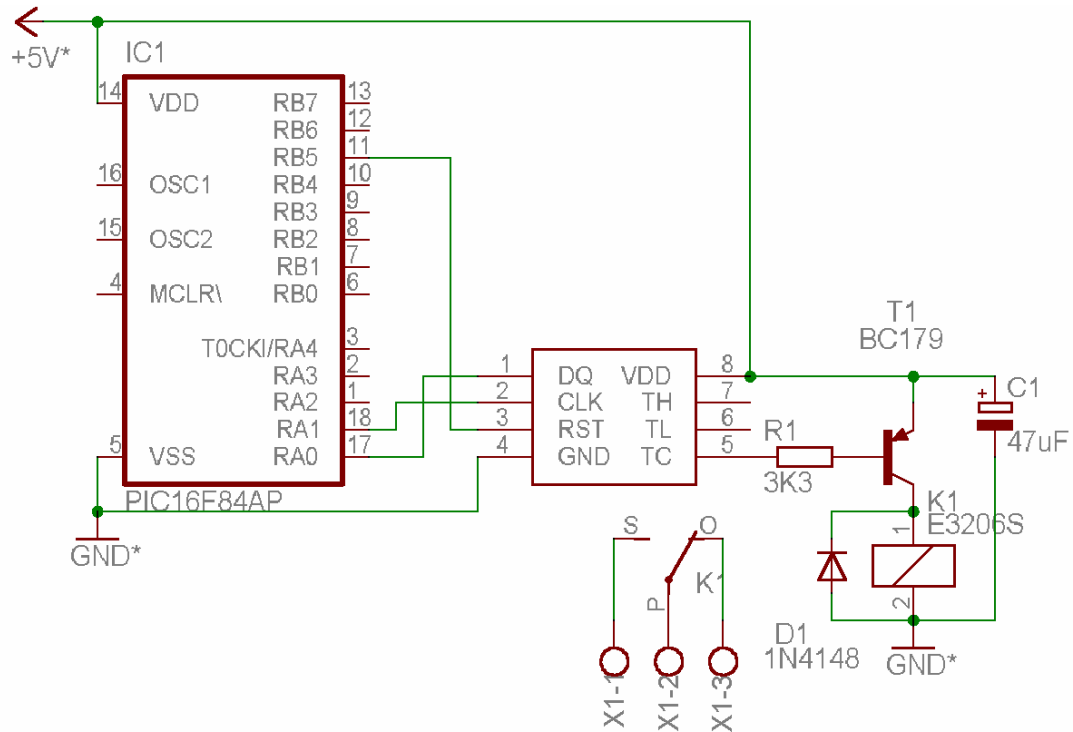 +5V*
IC1
14 VDD RB7 13
RB6 12
RB5 11
16 OSC1 RB4 10
RB3 9
15 OSC2 RB2 8
RB1 7
4 MCLR\ RB0 6
T0CKI/RA4 3
RA3 2
RA2 1
RA1 18
5 VSS RA0 17
PIC16F84AP
GND*
1 DQ VDD 8
2 CLK TH 7
3 RST TL 6
4 GND TC 5
R1
3K3
T1
BC179
+
C1
47uF
K1
E3206S
1
2
D1
1N4148
GND*
S
O
P
K1
X1-1
X1-2
X1-3